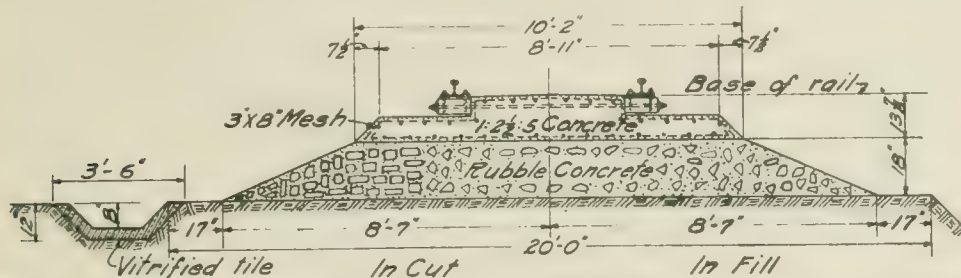 10'-2"
7½" 8'-11" 7½"
Base of rail
3"x8" Mesh
1:2½:5 Concrete
13½"
3'-6"
Rubble Concrete
18"
8"
12"
17" 8'-7" 8'-7" 17"
20'-0"
Vitrified tile In Cut In Fill